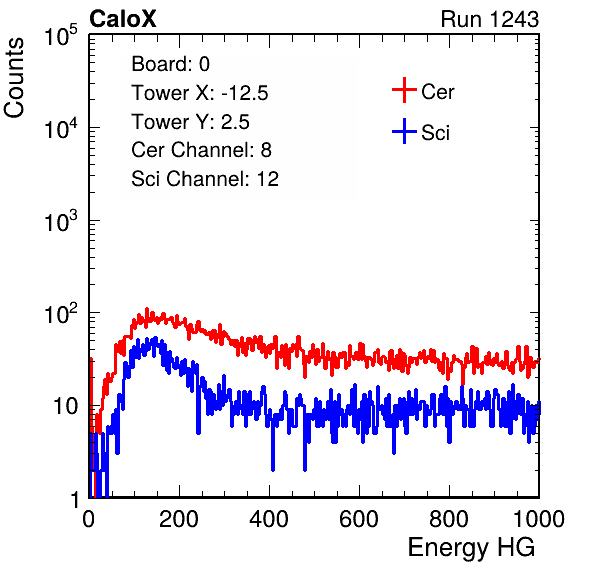 CaloX Run 1243
Counts
10^5
10^4
10^3
10^2
10
1
Board: 0
Tower X: -12.5
Tower Y: 2.5
Cer Channel: 8
Sci Channel: 12
Cer
Sci
0 200 400 600 800 1000
Energy HG